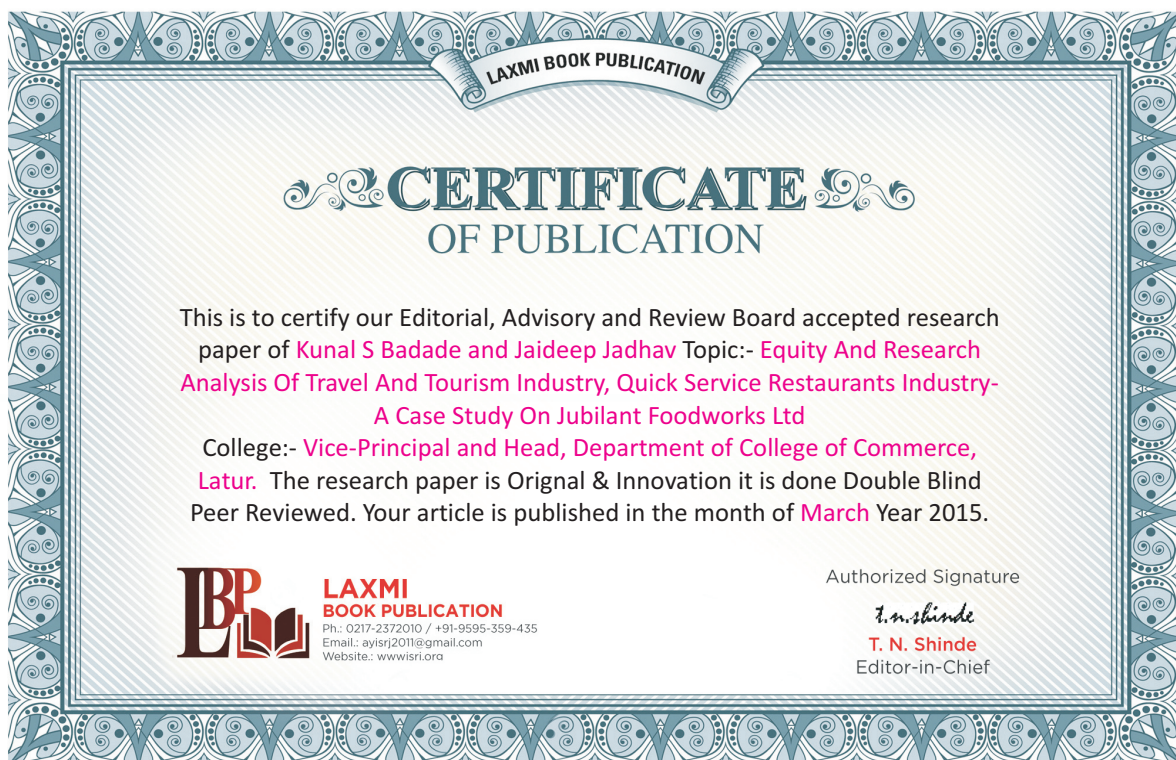 LAXMI BOOK PUBLICATION
CERTIFICATE
OF PUBLICATION
This is to certify our Editorial, Advisory and Review Board accepted research
paper of Kunal S Badade and Jaideep Jadhav Topic:- Equity And Research
Analysis Of Travel And Tourism Industry, Quick Service Restaurants Industry-
A Case Study On Jubilant Foodworks Ltd
College:- Vice-Principal and Head, Department of College of Commerce,
Latur. The research paper is Orignal & Innovation it is done Double Blind
Peer Reviewed. Your article is published in the month of March Year 2015.
LBP
LAXMI
BOOK PUBLICATION
Ph.: 0217-2372010 / +91-9595-359-435
Email.: ayisrj2011@gmail.com
Website.: wwwisri.org
Authorized Signature
t.n.shinde
T. N. Shinde
Editor-in-Chief